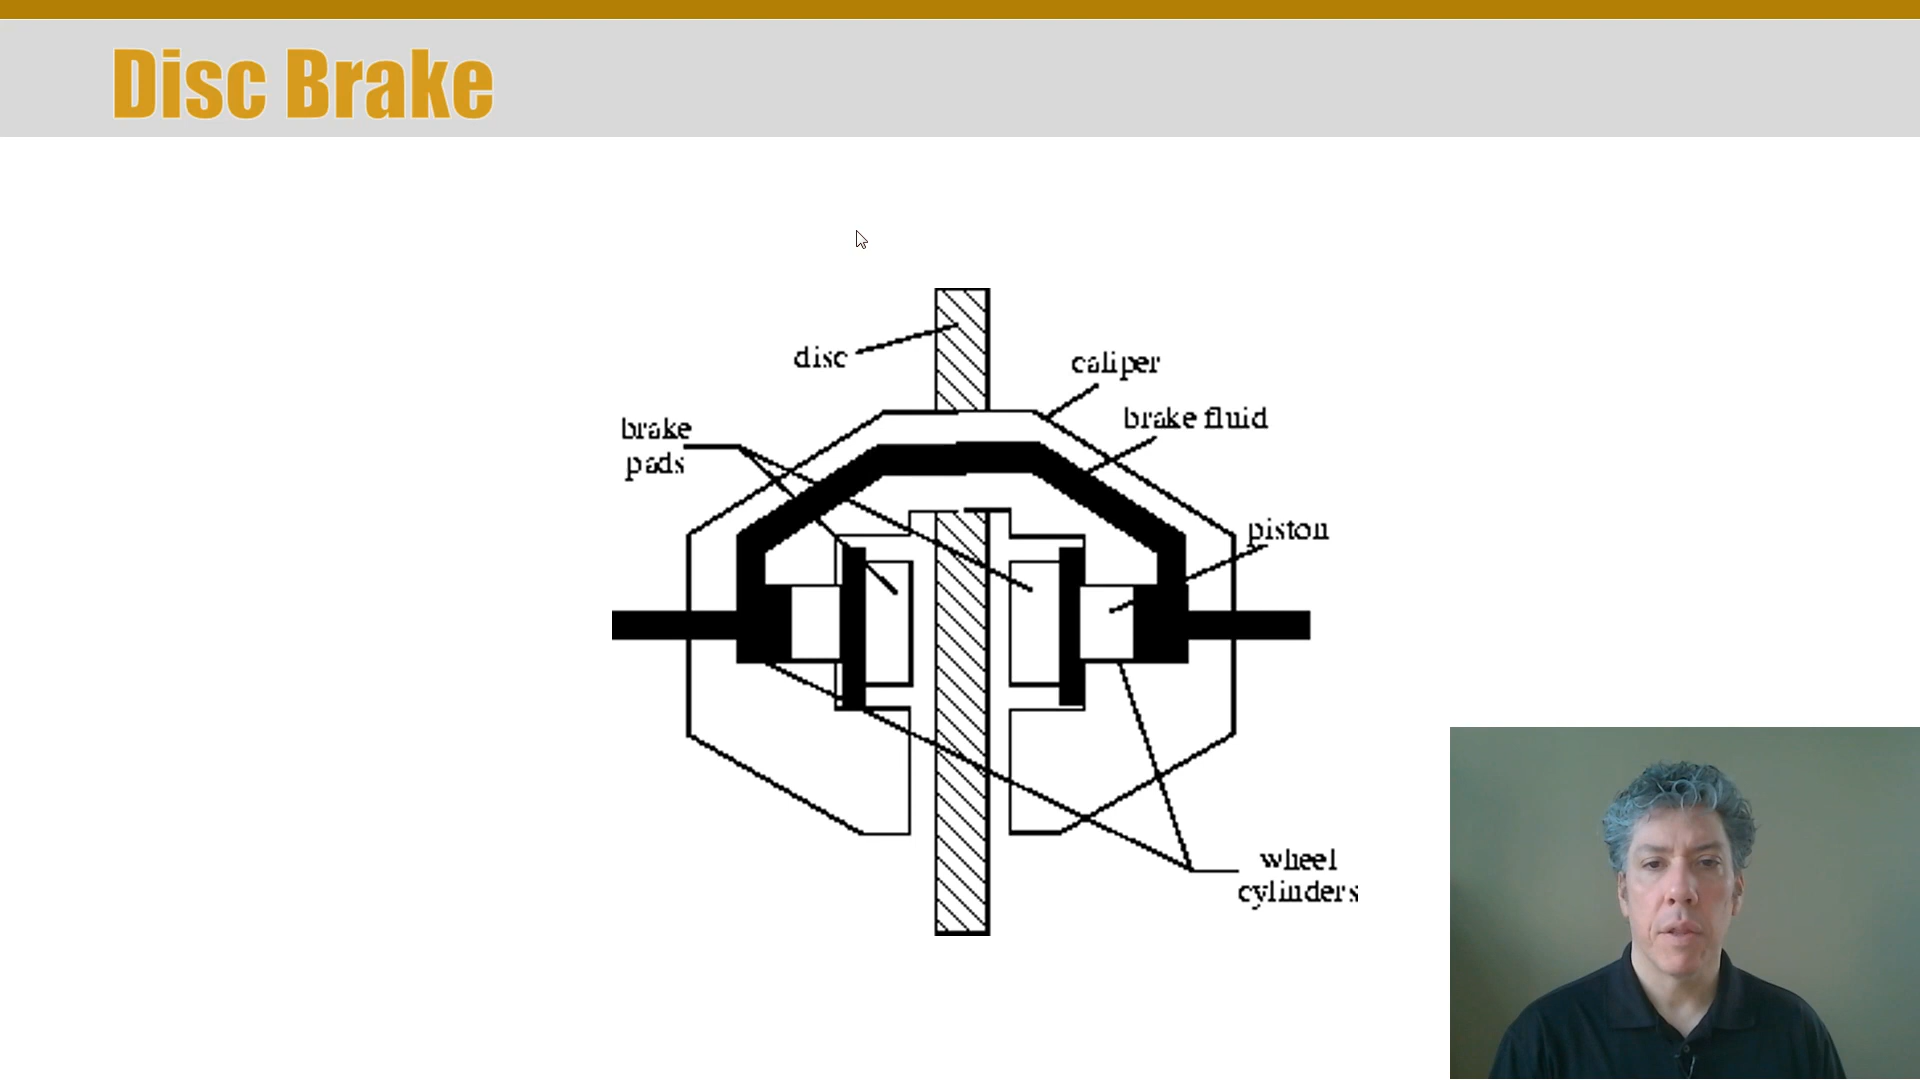 Disc Brake
disc
caliper
brake fluid
brake
pads
piston
wheel
cylinders